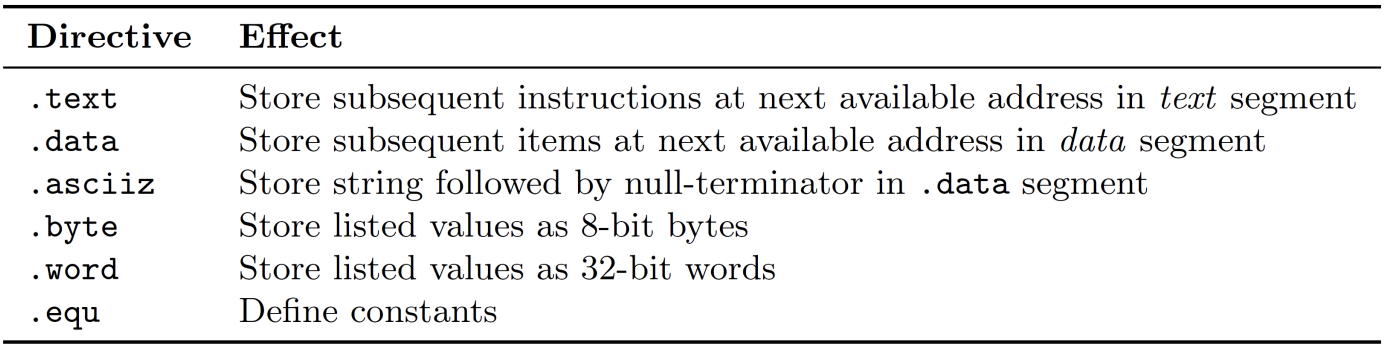 Directive Effect
.text Store subsequent instructions at next available address in text segment
.data Store subsequent items at next available address in data segment
.asciiz Store string followed by null-terminator in .data segment
.byte Store listed values as 8-bit bytes
.word Store listed values as 32-bit words
.equ Define constants